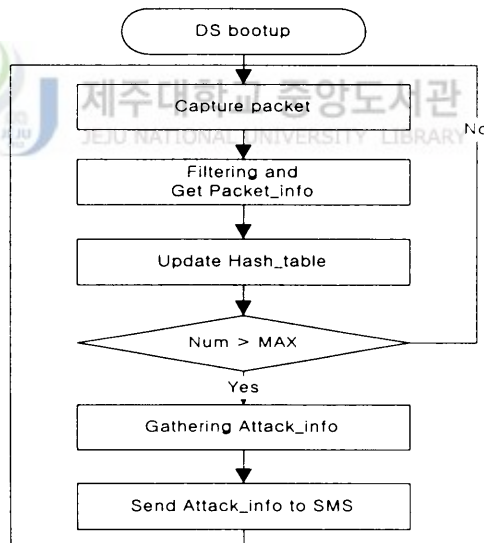 DS bootup
제주대학교 중앙도서관
Capture packet
JEJU NATIONAL UNIVERSITY LIBRARY
No
Filtering and
Get Packet_info
Update Hash_table
Num > MAX
Yes
Gathering Attack_info
Send Attack_info to SMS